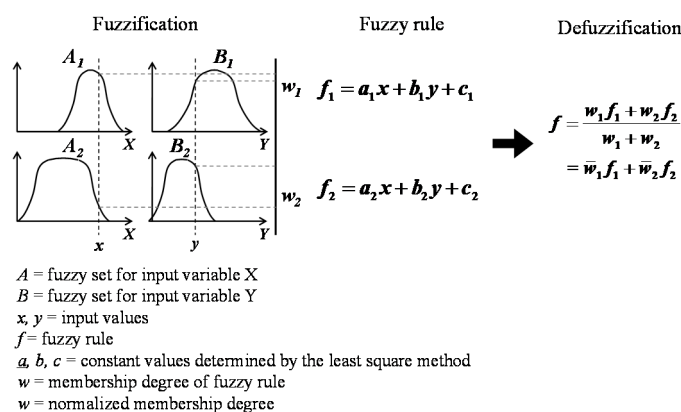 Fuzzification Fuzzy rule Defuzzification
A₁ B₁
w₁ f₁ = a₁x + b₁y + c₁
X Y
f = (w₁f₁ + w₂f₂) / (w₁ + w₂)
= w̄₁f₁ + w̄₂f₂
A₂ B₂
w₂ f₂ = a₂x + b₂y + c₂
X Y
x y
A = fuzzy set for input variable X
B = fuzzy set for input variable Y
x, y = input values
f = fuzzy rule
a, b, c = constant values determined by the least square method
w = membership degree of fuzzy rule
w = normalized membership degree